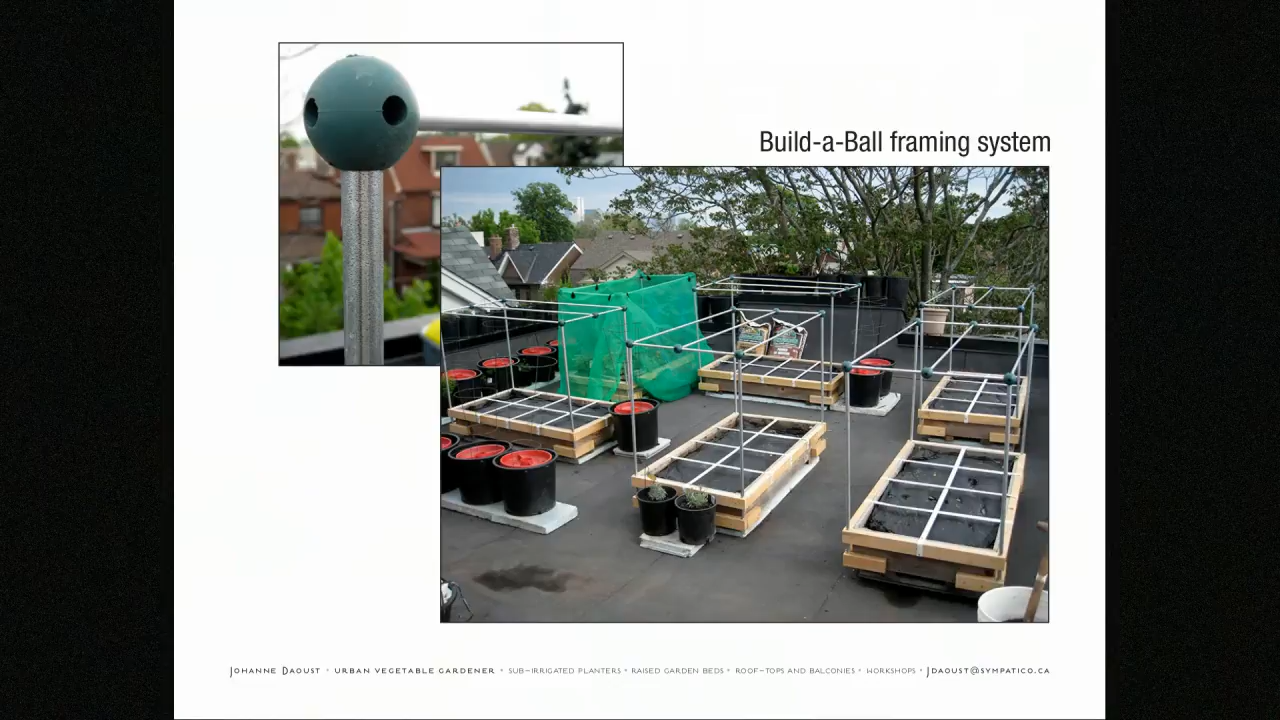 Build-a-Ball framing system
Johanne Daoust • urban vegetable gardener • sub-irrigated planters • raised garden beds • roof-tops and balconies • workshops • jdaoust@sympatico.ca